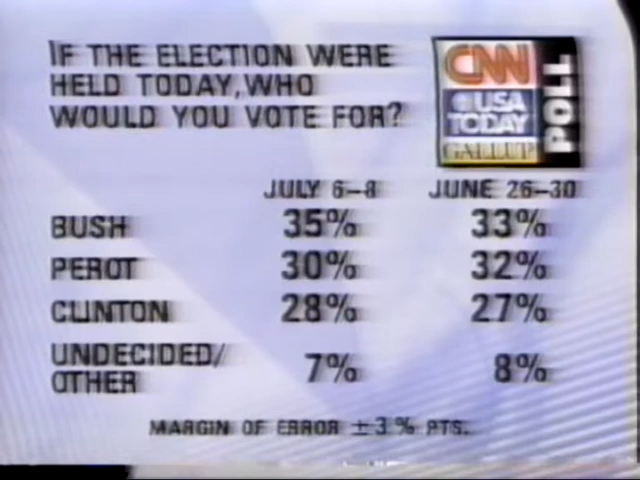 IF THE ELECTION WERE
HELD TODAY, WHO
WOULD YOU VOTE FOR?
CNN
USA
TODAY
GALLUP
POLL
JULY 6-8 JUNE 26-30
BUSH 35% 33%
PEROT 30% 32%
CLINTON 28% 27%
UNDECIDED/
OTHER 7% 8%
MARGIN OF ERROR ±3% PTS.